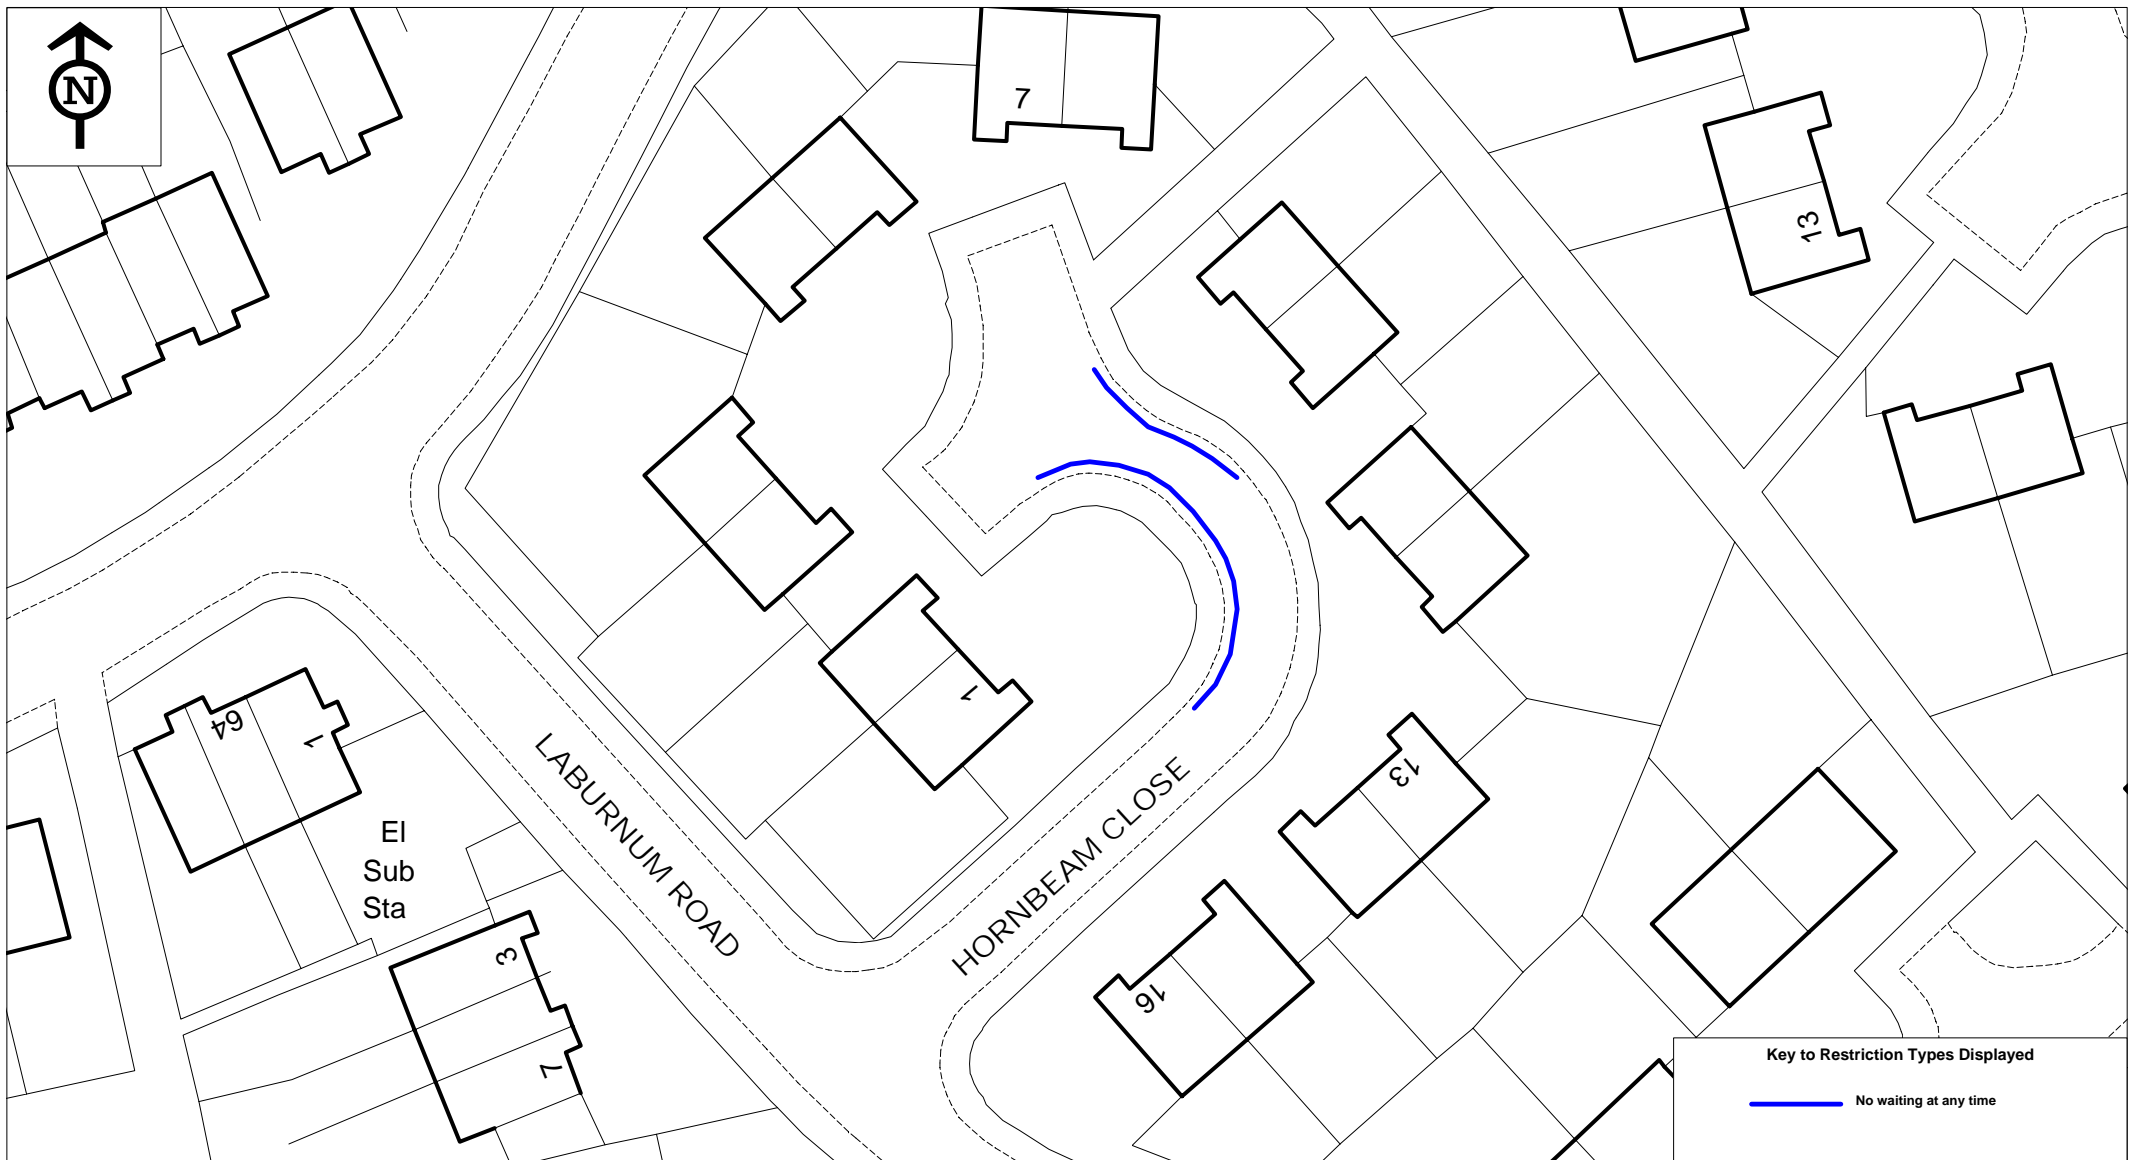 N
7
13
1
64
1
El
Sub
Sta
LABURNUM ROAD
HORNBEAM CLOSE
13
3
16
7
Key to Restriction Types Displayed
No waiting at any time